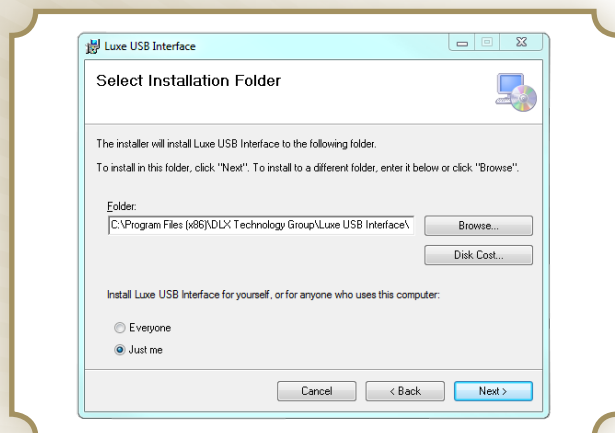 Luxe USB Interface
Select Installation Folder
The installer will install Luxe USB Interface to the following folder.
To install in this folder, click "Next". To install to a different folder, enter it below or click "Browse".
Folder:
C:\Program Files (x86)\DLX Technology Group\Luxe USB Interface\
Browse...
Disk Cost...
Install Luxe USB Interface for yourself, or for anyone who uses this computer:
Everyone
Just me
Cancel
< Back
Next >